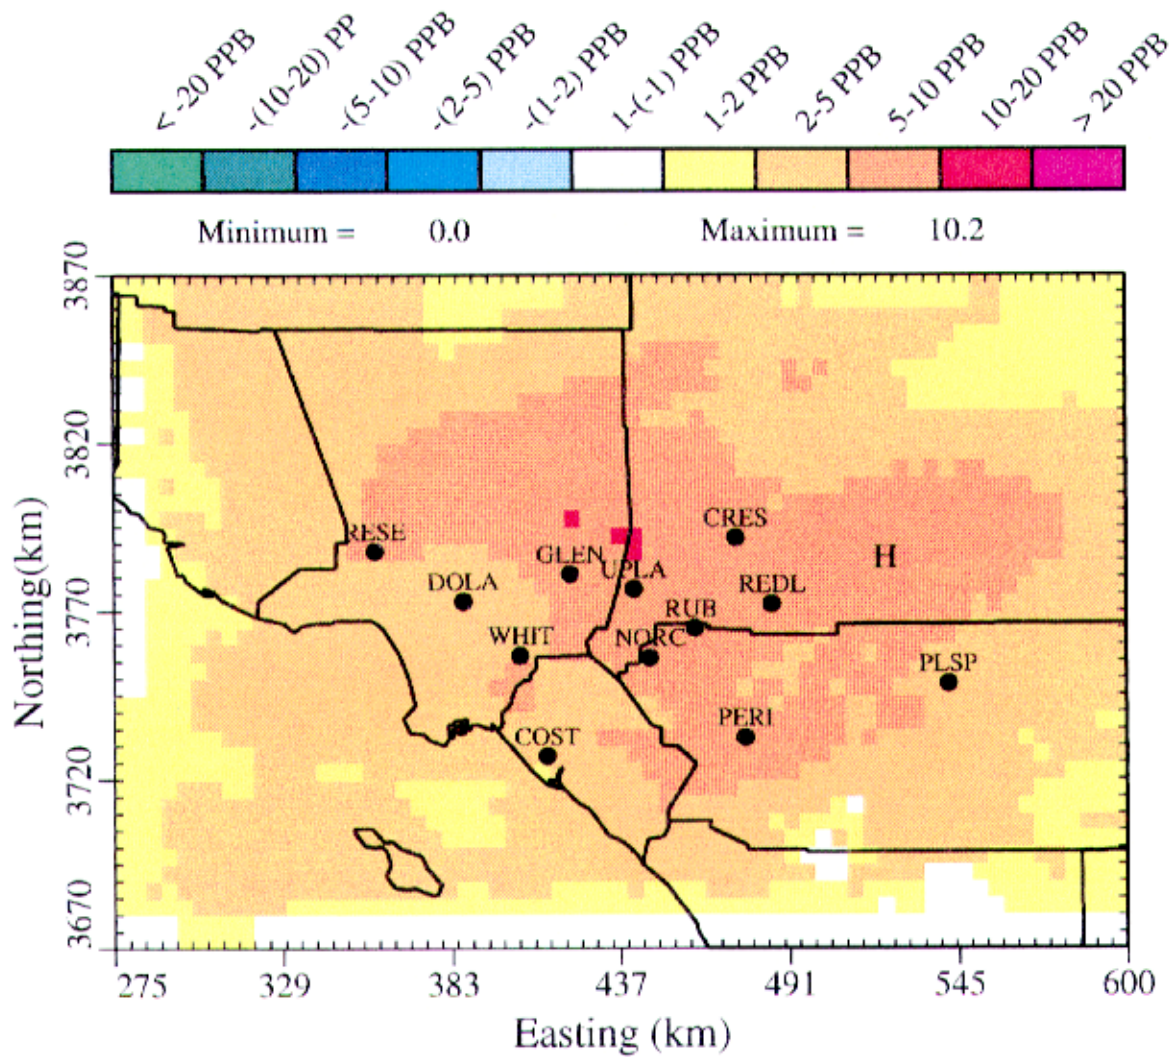 < -20 PPB
-(10-20)) PP
-(5-10)) PPB
-(2-5) PPB
-(1-2) PPB
1-(-1) PPB
1-2 PPB
2-5 PPB
5-10 PPB
10-20 PPB
> 20 PPB
Minimum = 0.0 Maximum = 10.2
3870
3820
3770
3720
3670
Northing(km)
RESE
CRES
GLEN
UPLA
DOLA
REDL
H
RUB
WHIT
NORC
PLSP
PERI
COST
275 329 383 437 491 545 600
Easting (km)